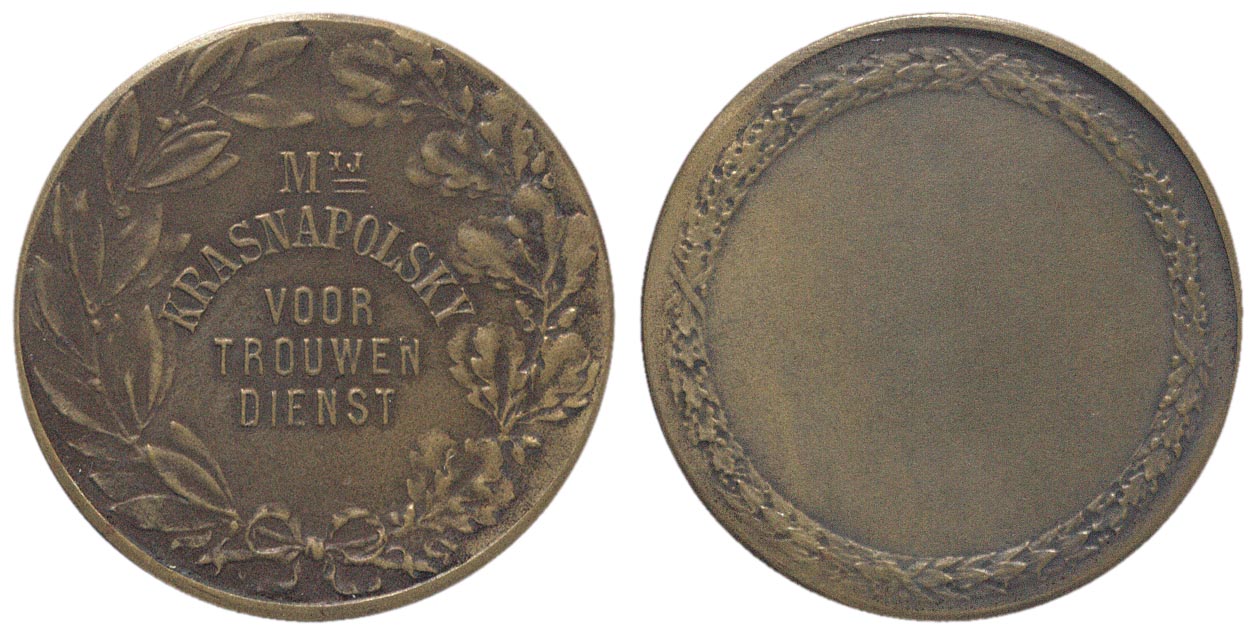 Mij
KRASNAPOLSKY
VOOR
TROUWEN
DIENST